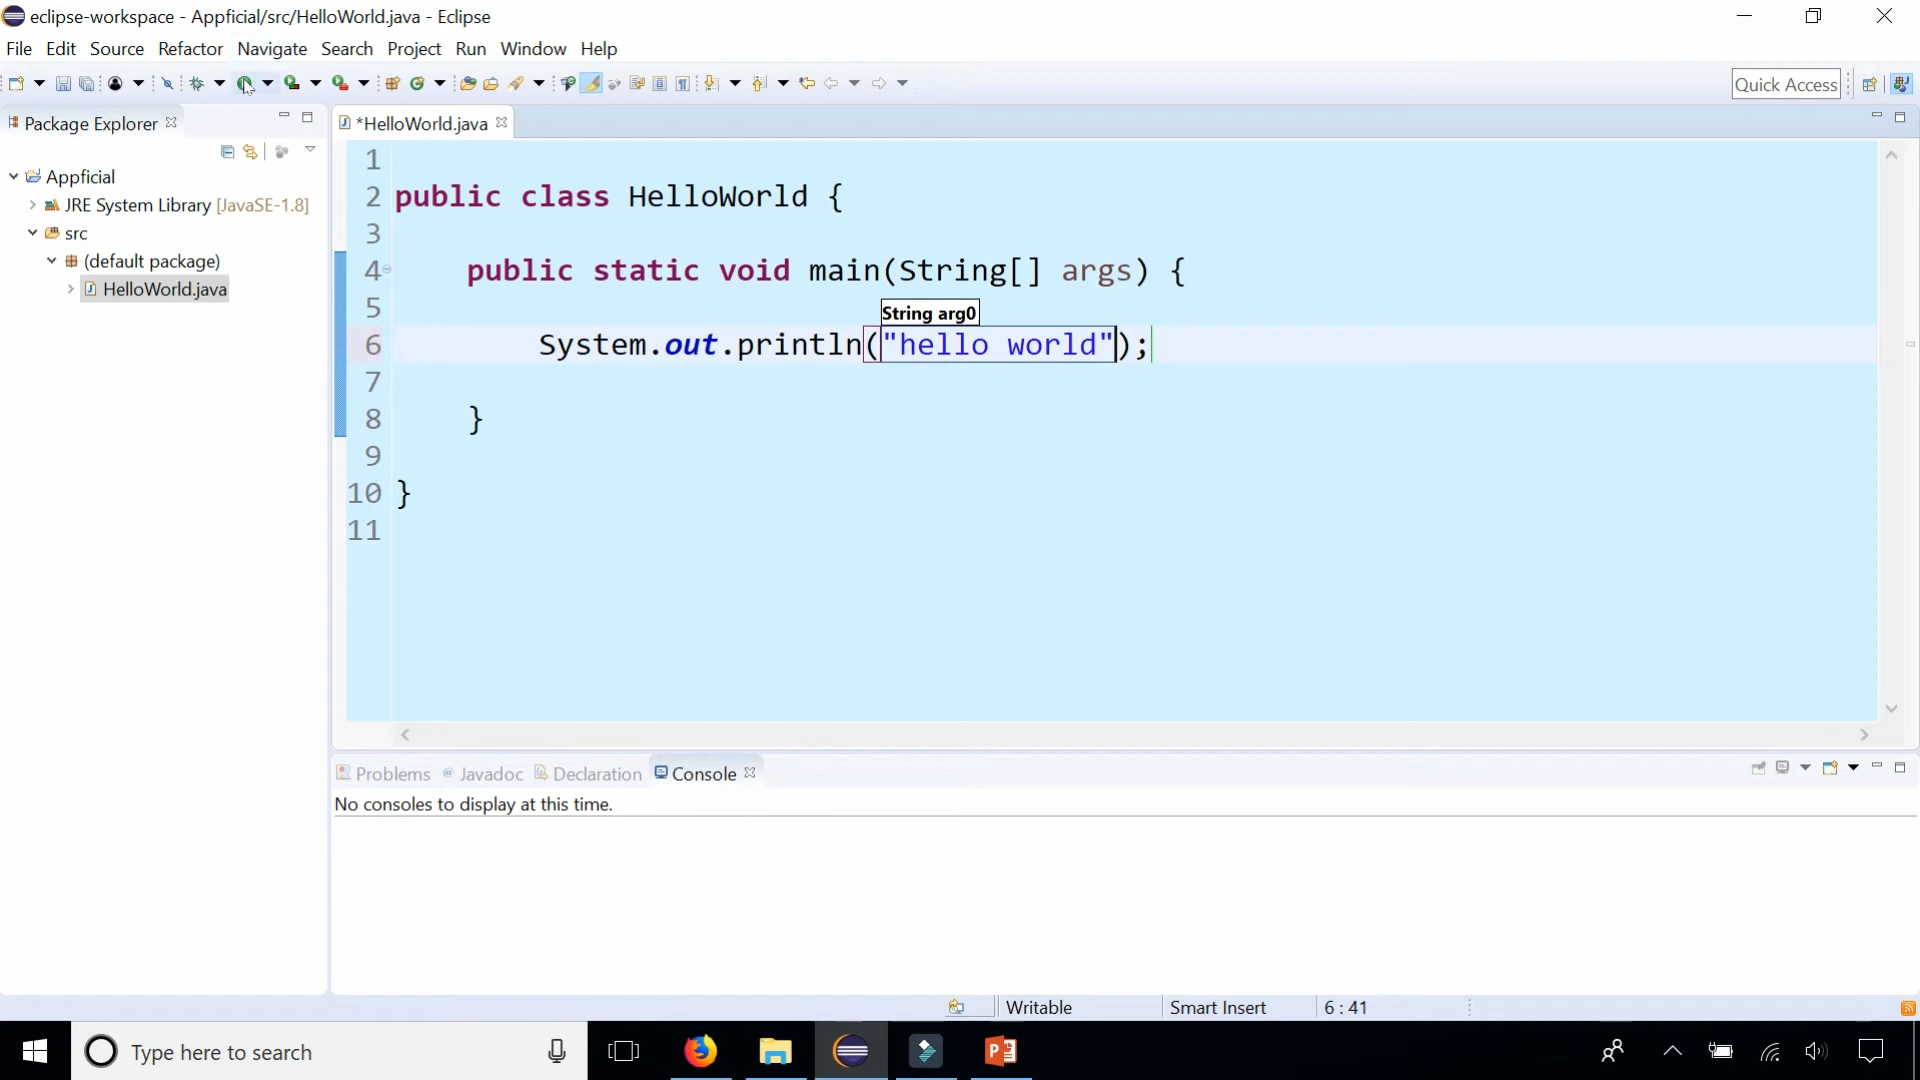 eclipse-workspace - Appficial/src/HelloWorld.java - Eclipse
File Edit Source Refactor Navigate Search Project Run Window Help
Quick Access
Package Explorer
*HelloWorld.java
Appficial
JRE System Library [JavaSE-1.8]
src
(default package)
HelloWorld.java
1
2 public class HelloWorld {
3
4 public static void main(String[] args) {
5
String arg0
6 System.out.println("hello world");
7
8 }
9
10 }
11
Problems Javadoc Declaration Console
No consoles to display at this time.
Writable Smart Insert 6 : 41
Type here to search